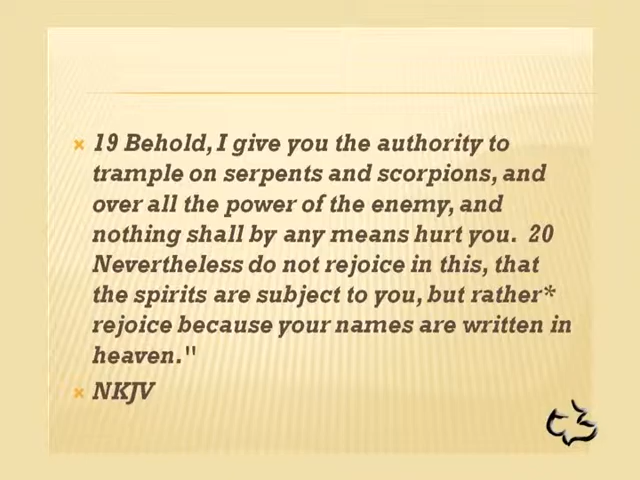 19 Behold, I give you the authority to
trample on serpents and scorpions, and
over all the power of the enemy, and
nothing shall by any means hurt you.  20
Nevertheless do not rejoice in this, that
the spirits are subject to you, but rather*
rejoice because your names are written in
heaven."
NKJV